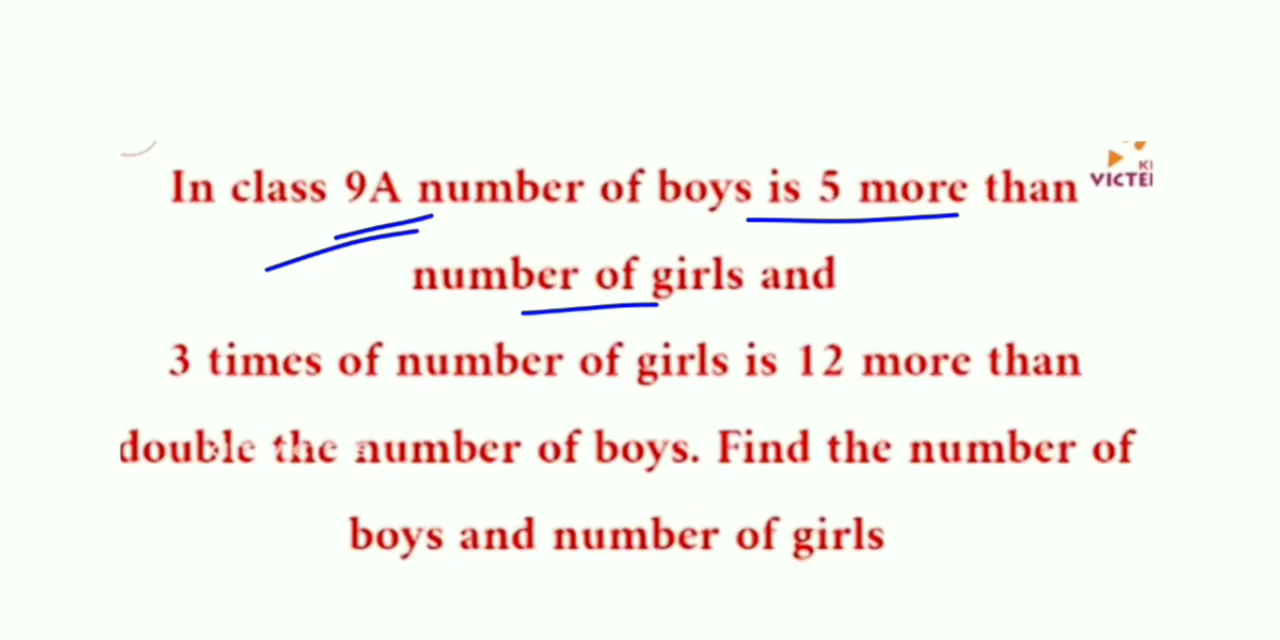 In class 9A number of boys is 5 more than
number of girls and
3 times of number of girls is 12 more than
double the number of boys. Find the number of
boys and number of girls